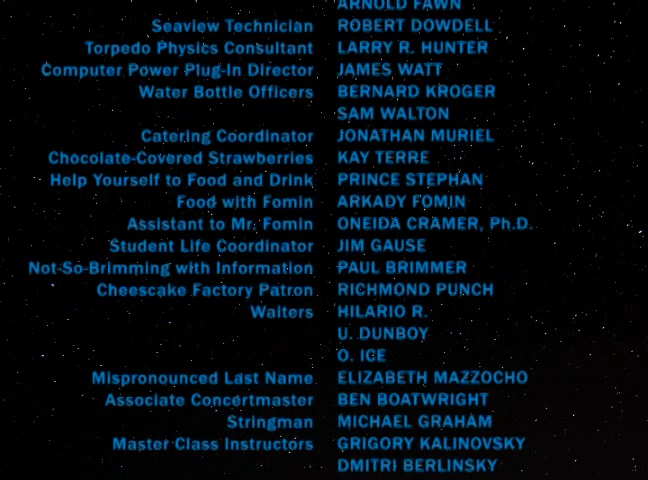 ARNOLD FAWN
Seaview Technician ROBERT DOWDELL
Torpedo Physics Consultant LARRY R. HUNTER
Computer Power Plug-In Director JAMES WATT
Water Bottle Officers BERNARD KROGER
SAM WALTON
Catering Coordinator JONATHAN MURIEL
Chocolate-Covered Strawberries KAY TERRE
Help Yourself to Food and Drink PRINCE STEPHAN
Food with Fomin ARKADY FOMIN
Assistant to Mr. Fomin ONEIDA CRAMER, Ph.D.
Student Life Coordinator JIM GAUSE
Not-So-Brimming with Information PAUL BRIMMER
Cheescake Factory Patron RICHMOND PUNCH
Waiters HILARIO R.
U. DUNBOY
O. ICE
Mispronounced Last Name ELIZABETH MAZZOCHO
Associate Concertmaster BEN BOATWRIGHT
Stringman MICHAEL GRAHAM
Master Class Instructors GRIGORY KALINOVSKY
DMITRI BERLINSKY